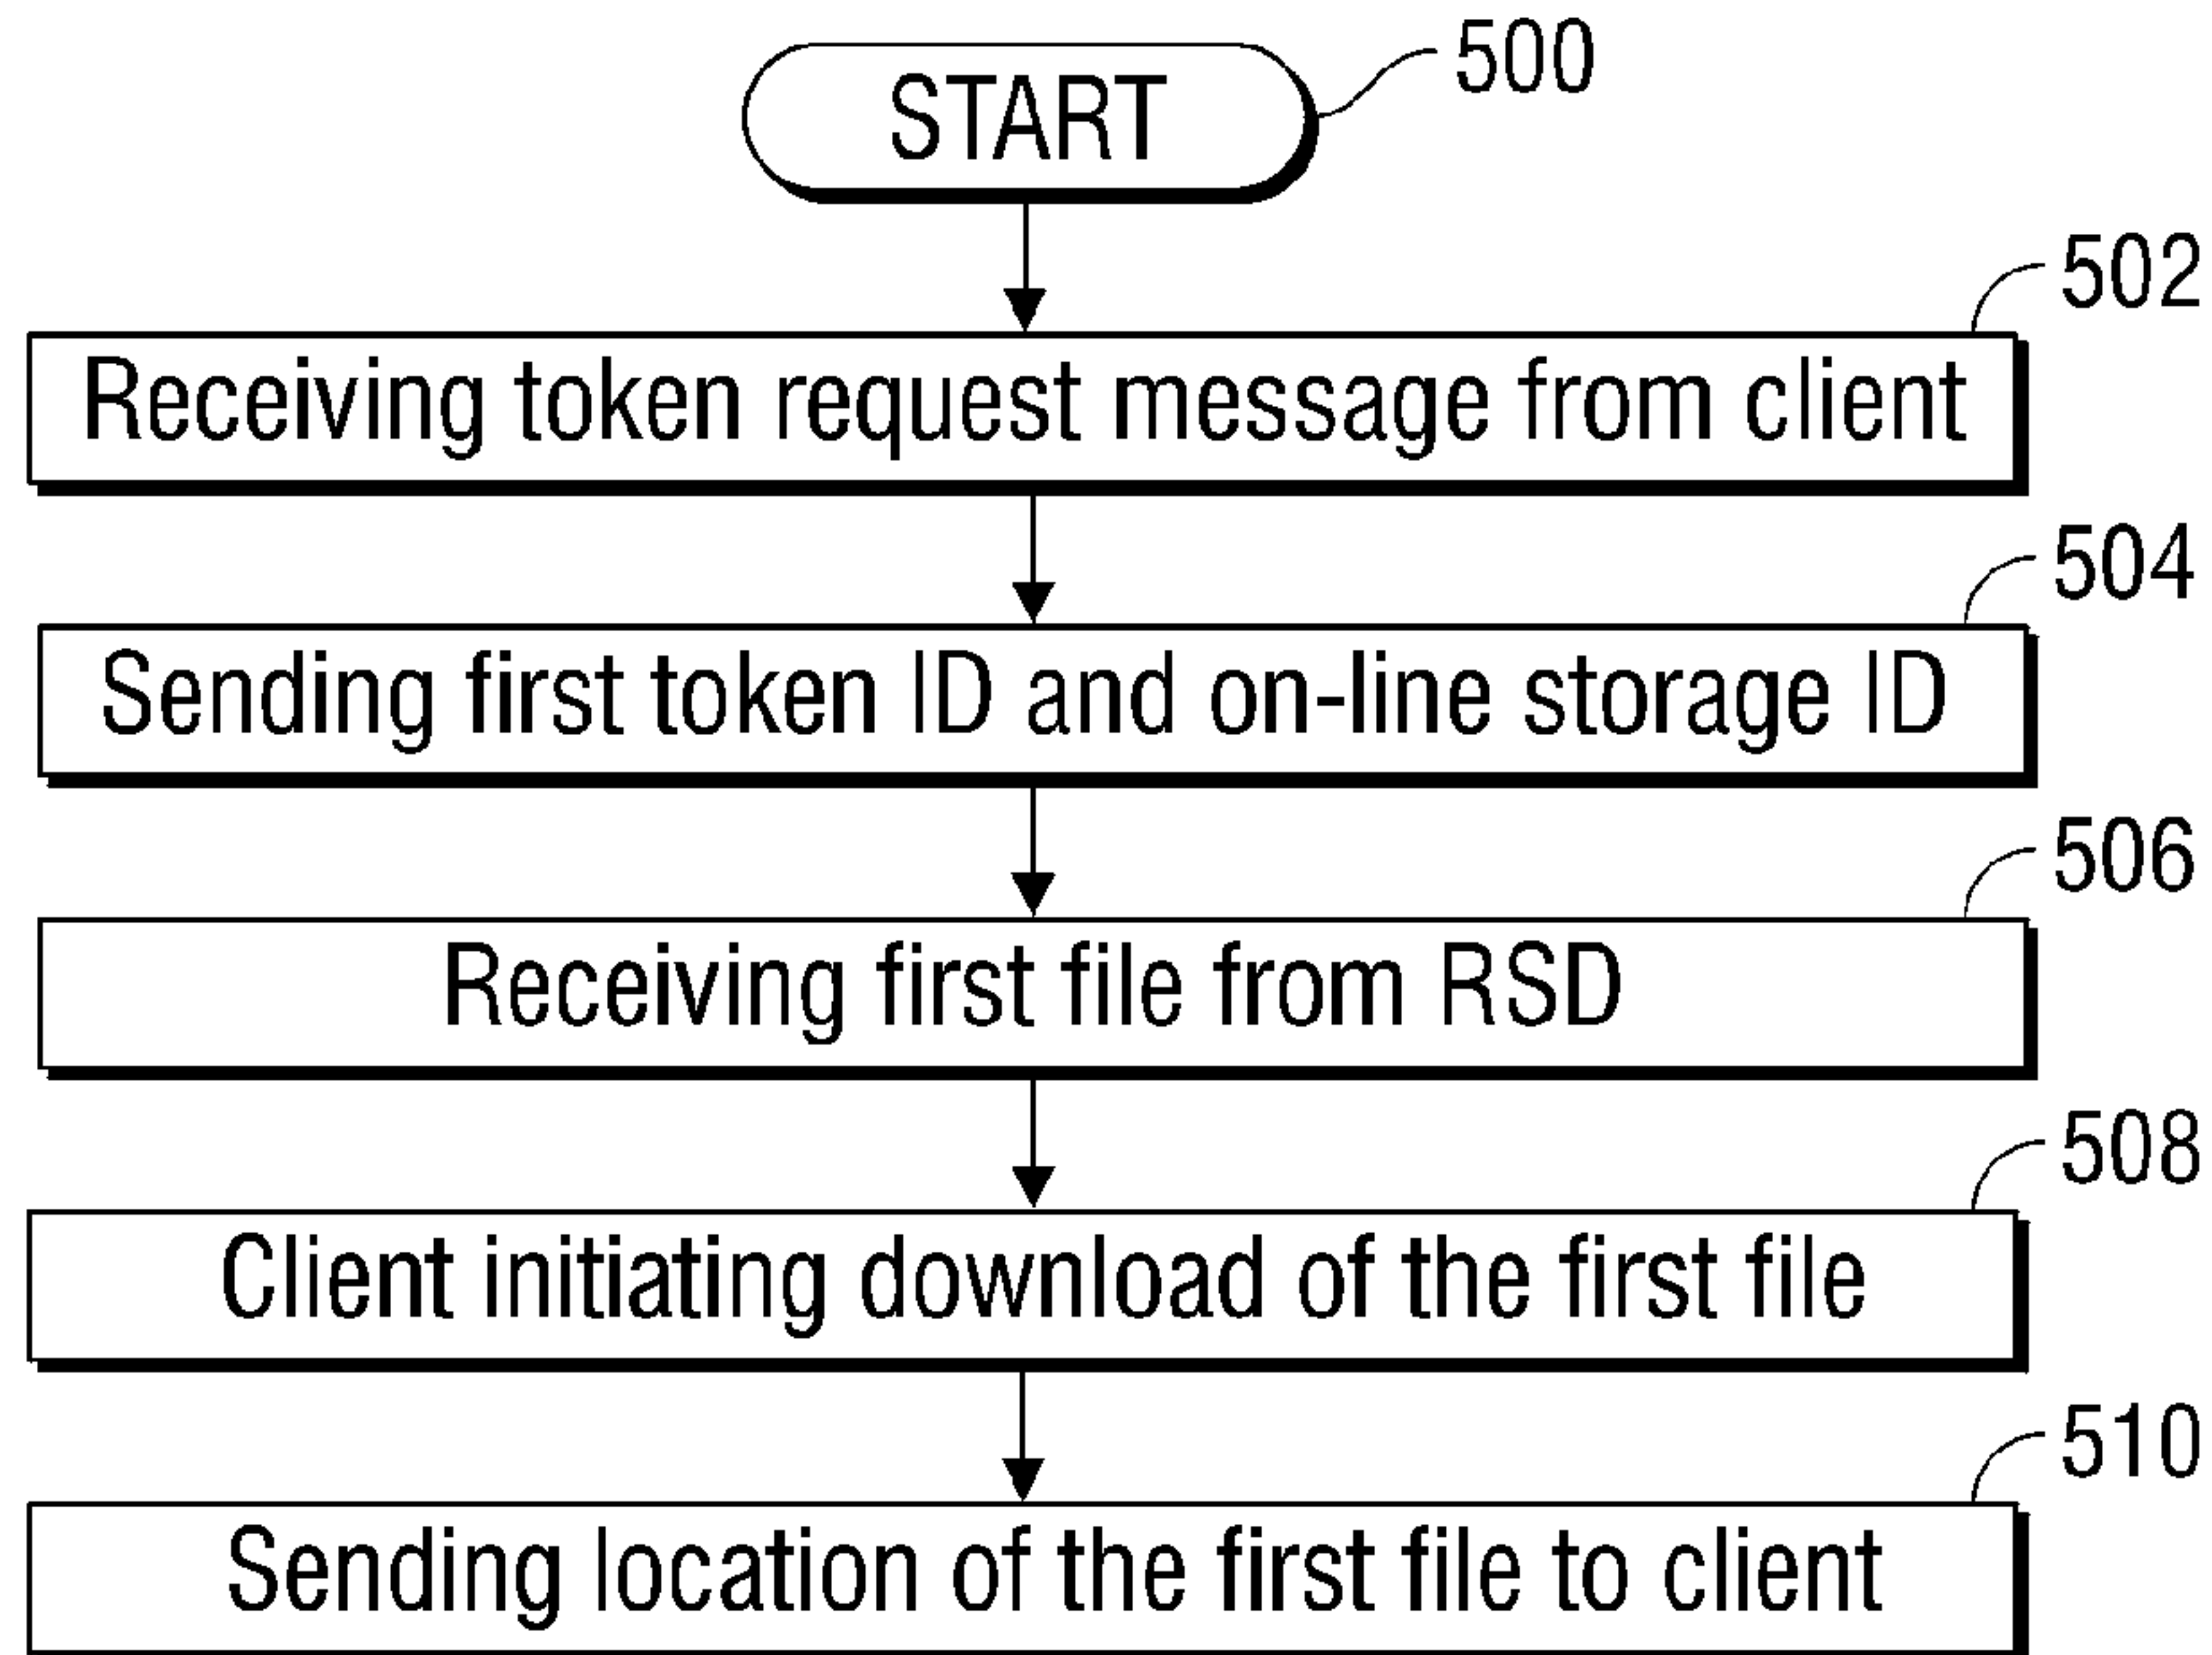 START
500
502
Receiving token request message from client
504
Sending first token ID and on-line storage ID
506
Receiving first file from RSD
508
Client initiating download of the first file
510
Sending location of the first file to client